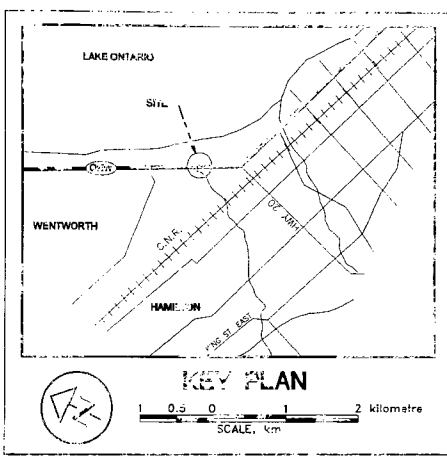 LAKE ONTARIO
SITE
WENTWORTH
C.N.R.
HWY 20
HAMILTON
ST EAST
KEY PLAN
1 0.5 0 1 2 kilometre
SCALE, km